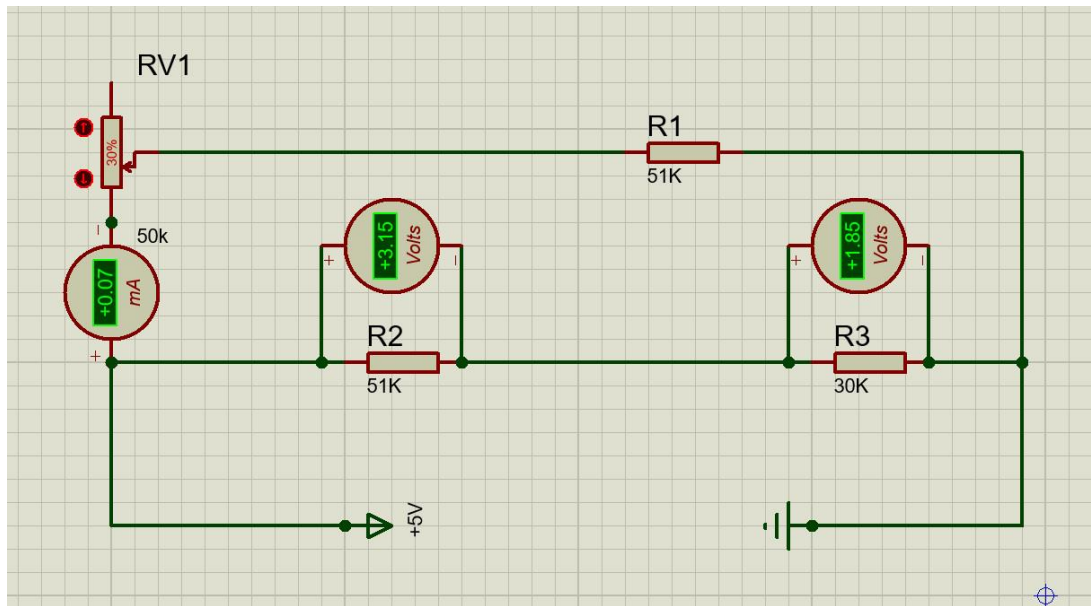 RV1
30%
50k
R1
51K
+0.07
mA
+3.15
Volts
+1.85
Volts
R2
51K
R3
30K
+5V